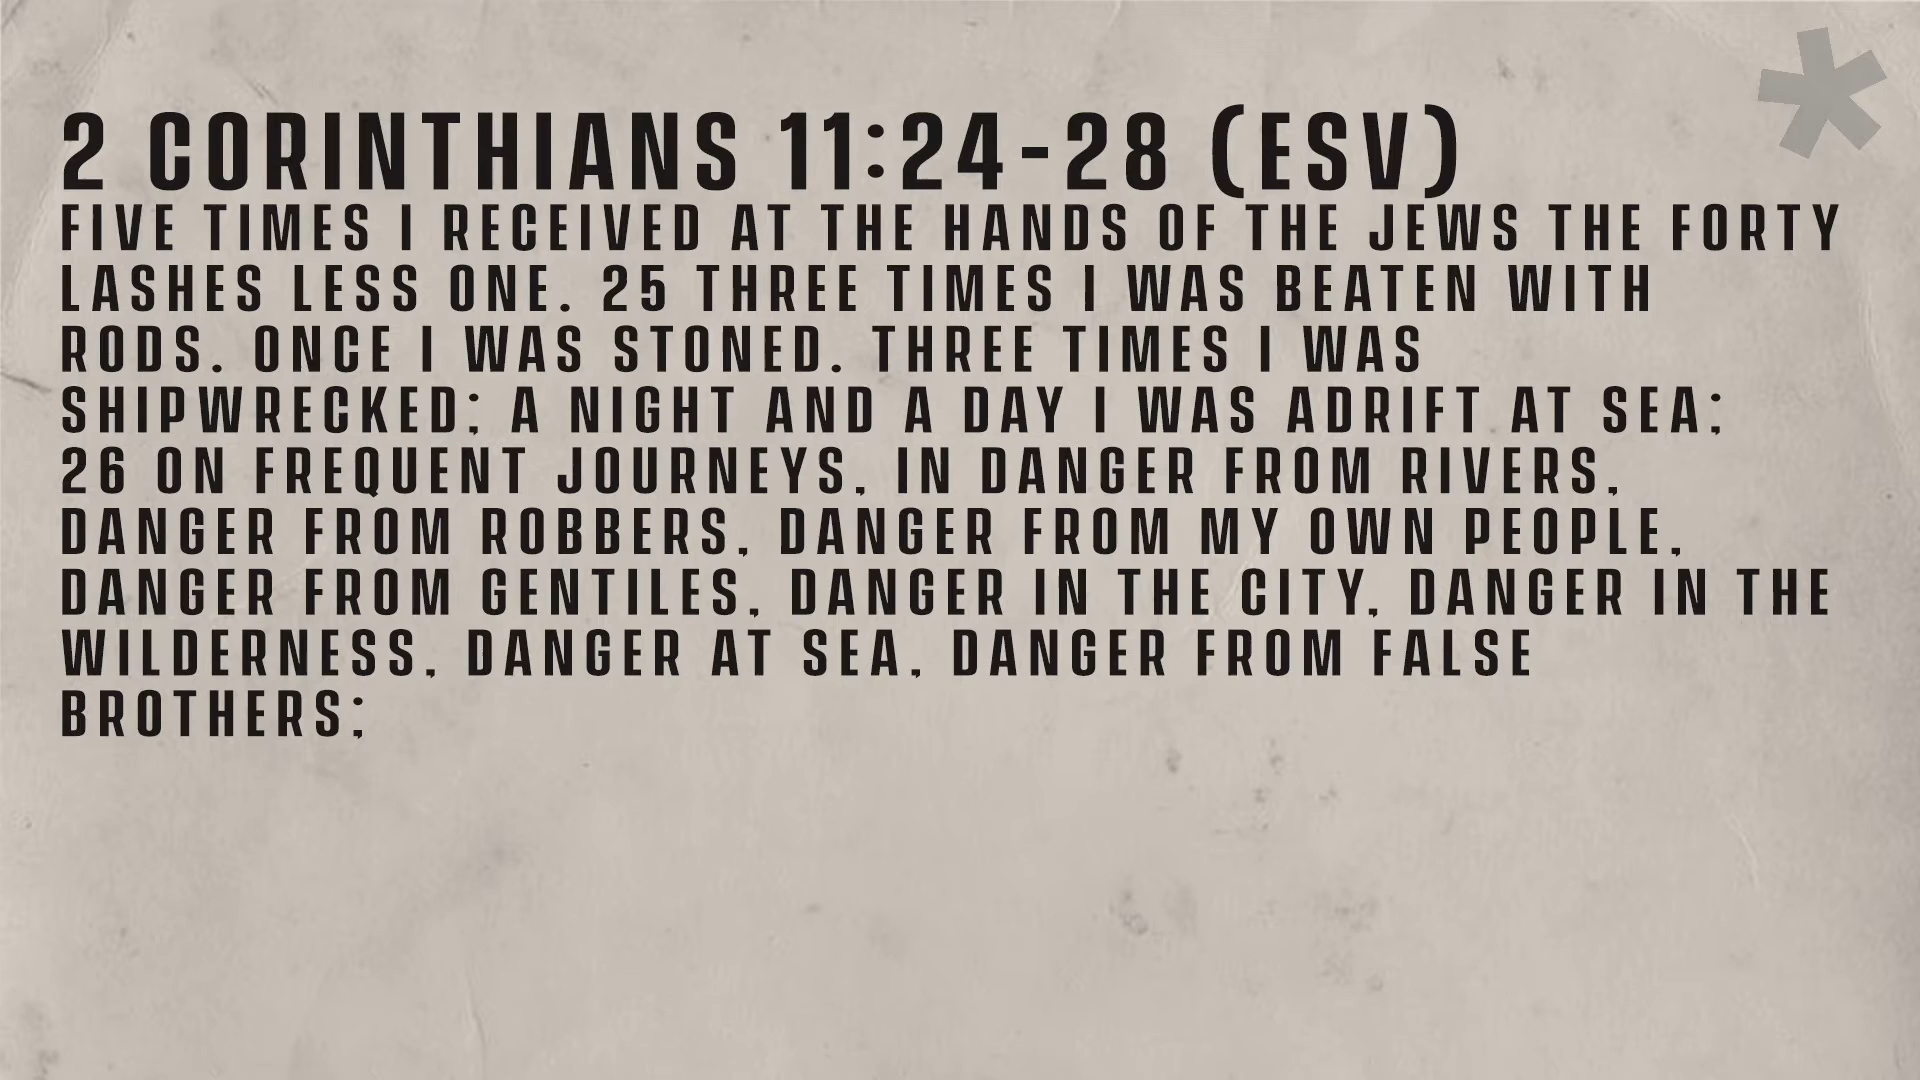 2 CORINTHIANS 11:24-28 (ESV)
FIVE TIMES I RECEIVED AT THE HANDS OF THE JEWS THE FORTY
LASHES LESS ONE. 25 THREE TIMES I WAS BEATEN WITH
RODS. ONCE I WAS STONED. THREE TIMES I WAS
SHIPWRECKED; A NIGHT AND A DAY I WAS ADRIFT AT SEA;
26 ON FREQUENT JOURNEYS, IN DANGER FROM RIVERS,
DANGER FROM ROBBERS, DANGER FROM MY OWN PEOPLE,
DANGER FROM GENTILES, DANGER IN THE CITY, DANGER IN THE
WILDERNESS, DANGER AT SEA, DANGER FROM FALSE
BROTHERS;